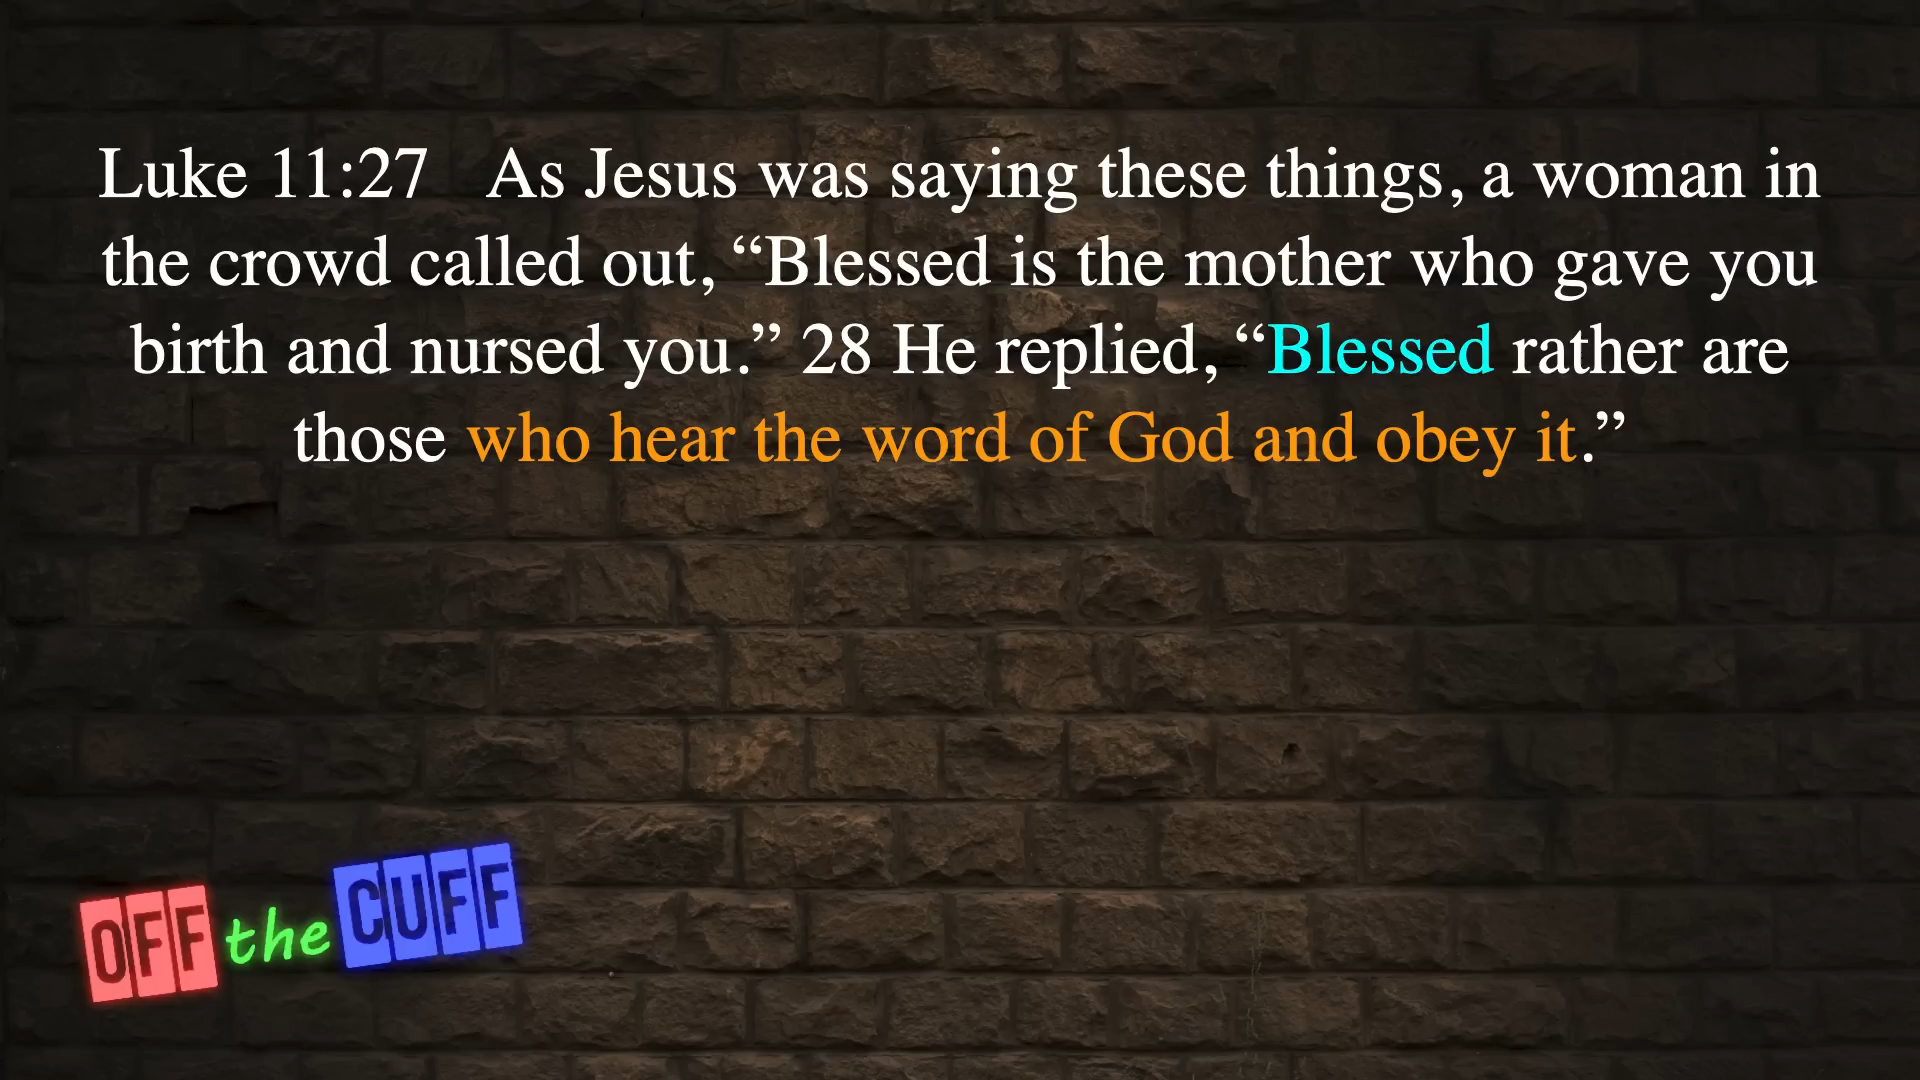 Luke 11:27   As Jesus was saying these things, a woman in
the crowd called out, “Blessed is the mother who gave you
birth and nursed you.” 28 He replied, “Blessed rather are
those who hear the word of God and obey it.”
OFF the CUFF